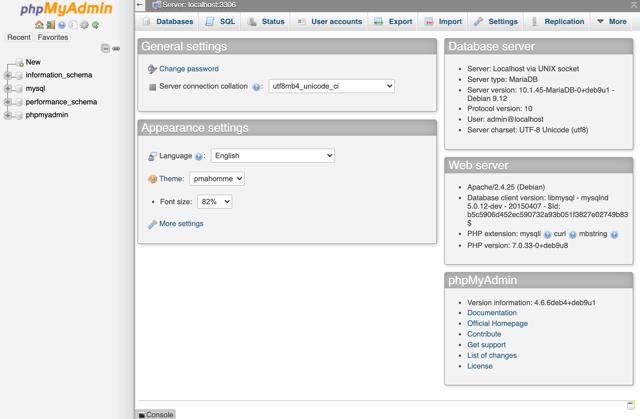 phpMyAdmin
Recent Favorites
New
information_schema
mysql
performance_schema
phpmyadmin
Server: localhost:3306
Databases SQL Status User accounts Export Import Settings Replication More
General settings
Change password
Server connection collation : utf8mb4_unicode_ci
Appearance settings
Language : English
Theme: pmahomme
Font size: 82%
More settings
Database server
Server: Localhost via UNIX socket
Server type: MariaDB
Server version: 10.1.45-MariaDB-0+deb9u1 -
Debian 9.12
Protocol version: 10
User: admin@localhost
Server charset: UTF-8 Unicode (utf8)
Web server
Apache/2.4.25 (Debian)
Database client version: libmysql - mysqlnd
5.0.12-dev - 20150407 - $Id:
b5c5906d452ec590732a93b051f3827e02749b83
$
PHP extension: mysqli curl mbstring
PHP version: 7.0.33-0+deb9u8
phpMyAdmin
Version information: 4.6.6deb4+deb9u1
Documentation
Official Homepage
Contribute
Get support
List of changes
License
Console